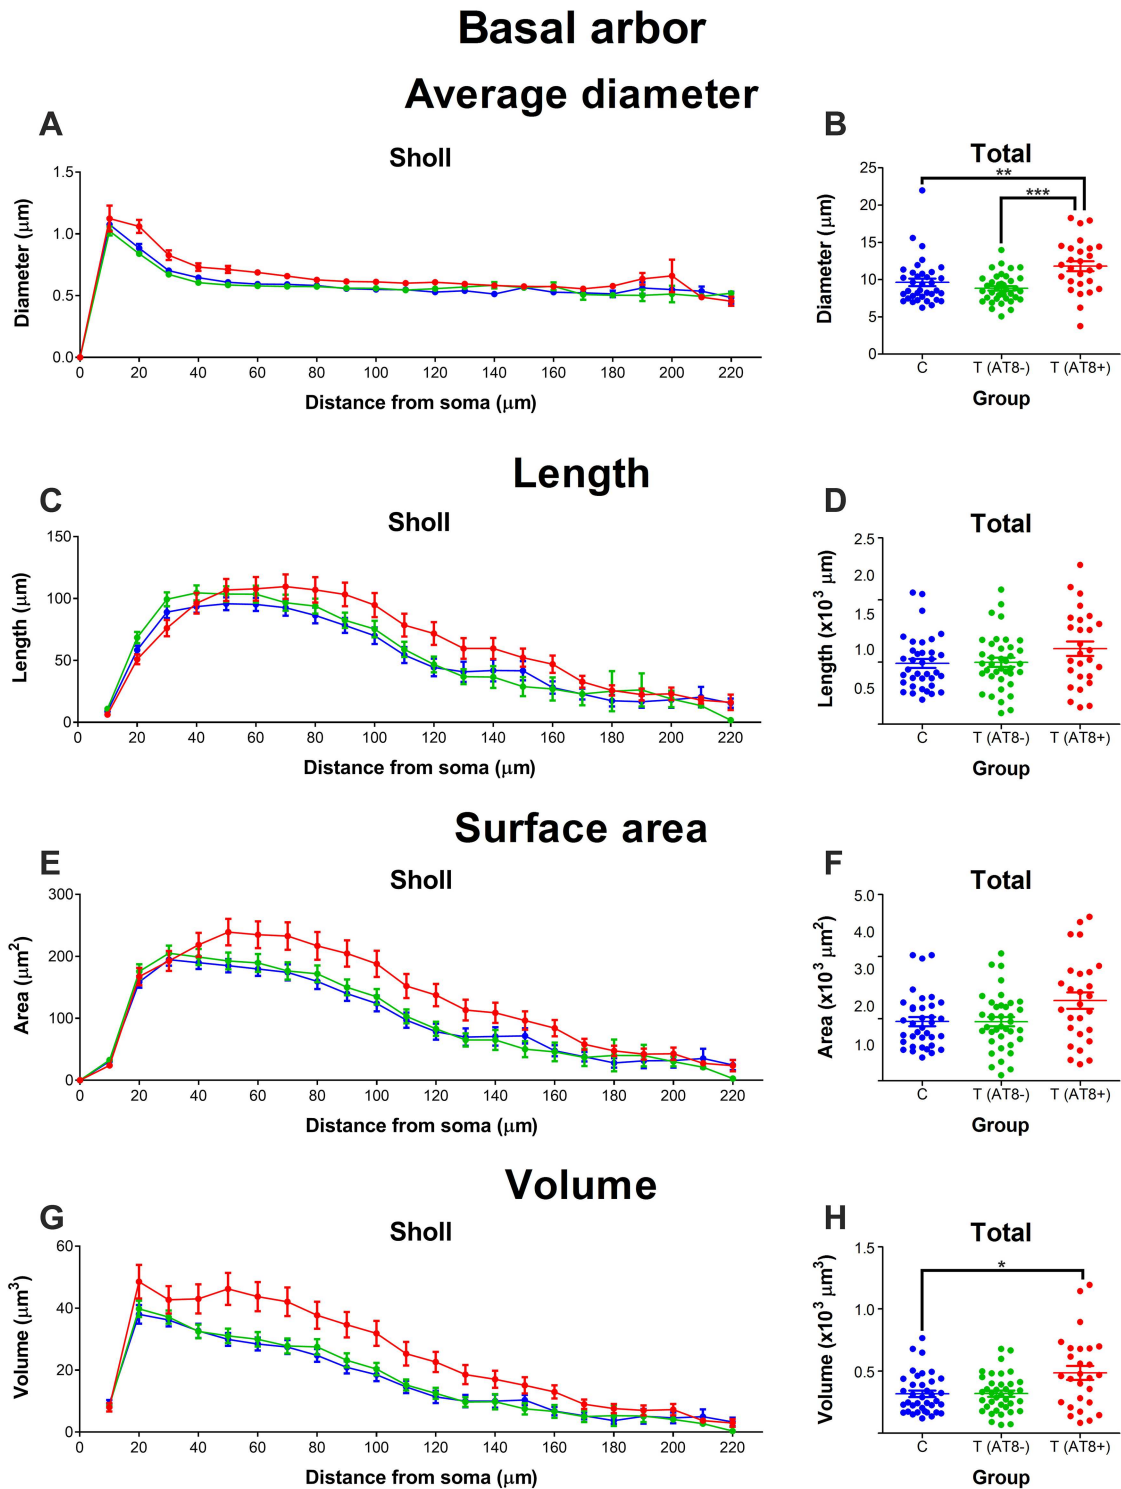 Basal arbor
Average diameter
A
B
Sholl
Total
1.5
1.0
0.5
0.0
Diameter (μm)
0 20 40 60 80 100 120 140 160 180 200 220
Distance from soma (μm)
25
20
15
10
5
0
Diameter (μm)
**
***
C T (AT8-) T (AT8+)
Group
Length
C
D
Sholl
Total
150
100
50
0
Length (μm)
0 20 40 60 80 100 120 140 160 180 200 220
Distance from soma (μm)
2.5
2.0
1.5
1.0
0.5
Length (x10³ μm)
C T (AT8-) T (AT8+)
Group
Surface area
E
F
Sholl
Total
300
200
100
0
Area (μm²)
0 20 40 60 80 100 120 140 160 180 200 220
Distance from soma (μm)
5.0
4.0
3.0
2.0
1.0
Area (x10³ μm²)
C T (AT8-) T (AT8+)
Group
Volume
G
H
Sholl
Total
60
40
20
0
Volume (μm³)
0 20 40 60 80 100 120 140 160 180 200 220
Distance from soma (μm)
1.5
1.0
0.5
Volume (x10³ μm³)
*
C T (AT8-) T (AT8+)
Group